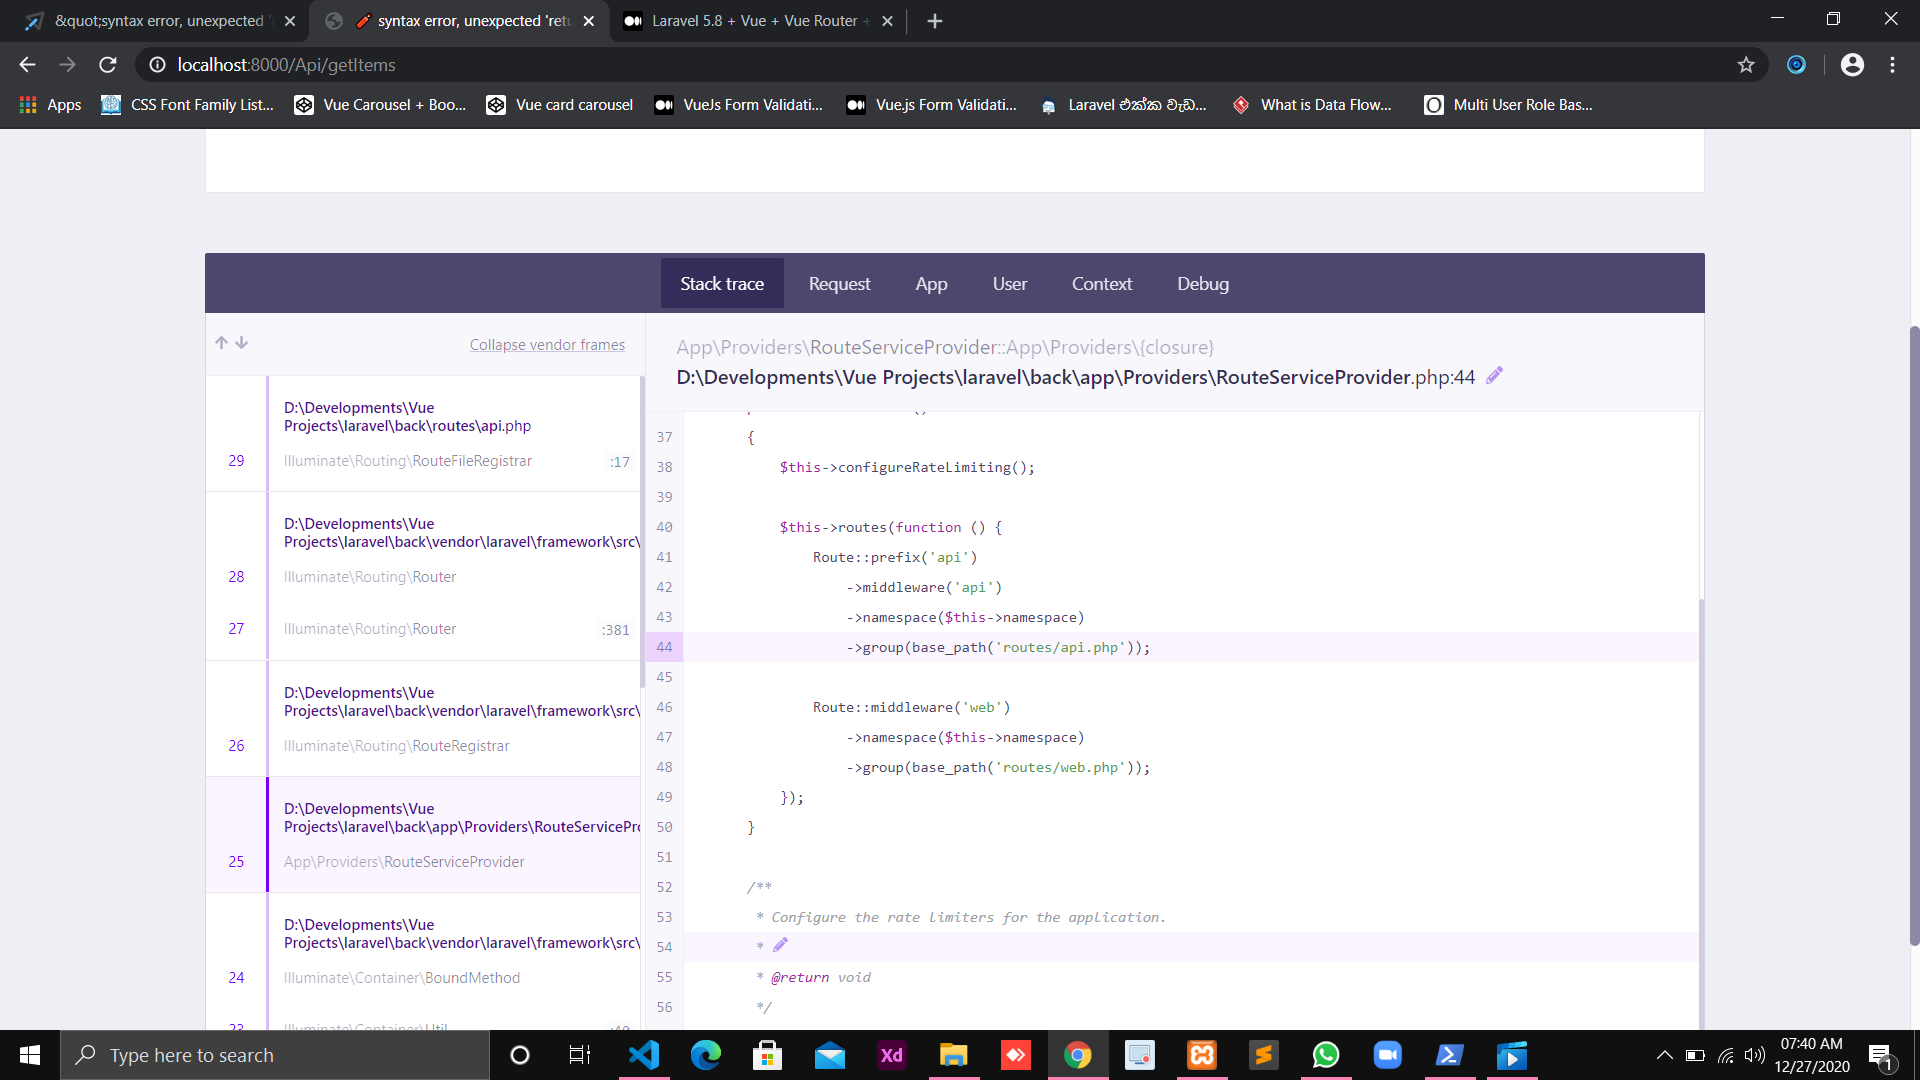 &quot;syntax error, unexpected '
syntax error, unexpected 'retu
Laravel 5.8 + Vue + Vue Router +
localhost:8000/Api/getItems
Apps
CSS Font Family List...
Vue Carousel + Boo...
Vue card carousel
VueJs Form Validati...
Vue.js Form Validati...
Laravel එක්ක වැඩ...
What is Data Flow...
Multi User Role Bas...
Stack trace
Request
App
User
Context
Debug
Collapse vendor frames
App\Providers\RouteServiceProvider::App\Providers\{closure}
D:\Developments\Vue Projects\laravel\back\app\Providers\RouteServiceProvider.php:44
D:\Developments\Vue
Projects\laravel\back\routes\api.php
29 Illuminate\Routing\RouteFileRegistrar :17
D:\Developments\Vue
Projects\laravel\back\vendor\laravel\framework\src\
28 Illuminate\Routing\Router
27 Illuminate\Routing\Router :381
D:\Developments\Vue
Projects\laravel\back\vendor\laravel\framework\src\
26 Illuminate\Routing\RouteRegistrar
D:\Developments\Vue
Projects\laravel\back\app\Providers\RouteServicePro
25 App\Providers\RouteServiceProvider
D:\Developments\Vue
Projects\laravel\back\vendor\laravel\framework\src\
24 Illuminate\Container\BoundMethod
23 Illuminate\Container\Util :40
37 {
38 $this->configureRateLimiting();
39
40 $this->routes(function () {
41 Route::prefix('api')
42 ->middleware('api')
43 ->namespace($this->namespace)
44 ->group(base_path('routes/api.php'));
45
46 Route::middleware('web')
47 ->namespace($this->namespace)
48 ->group(base_path('routes/web.php'));
49 });
50 }
51
52 /**
53 * Configure the rate limiters for the application.
54 *
55 * @return void
56 */
Type here to search
Xd
07:40 AM
12/27/2020
1